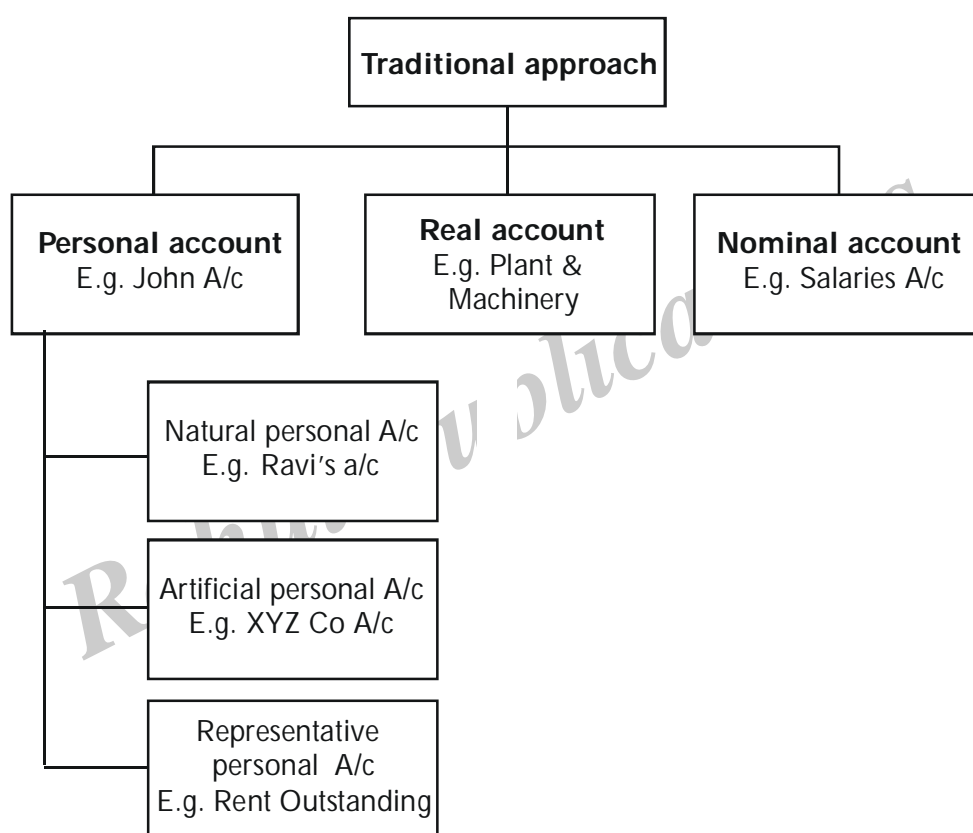 Traditional approach
Personal account
E.g. John A/c
Real account
E.g. Plant &
Machinery
Nominal account
E.g. Salaries A/c
Natural personal A/c
E.g. Ravi's a/c
Artificial personal A/c
E.g. XYZ Co A/c
Representative
personal A/c
E.g. Rent Outstanding